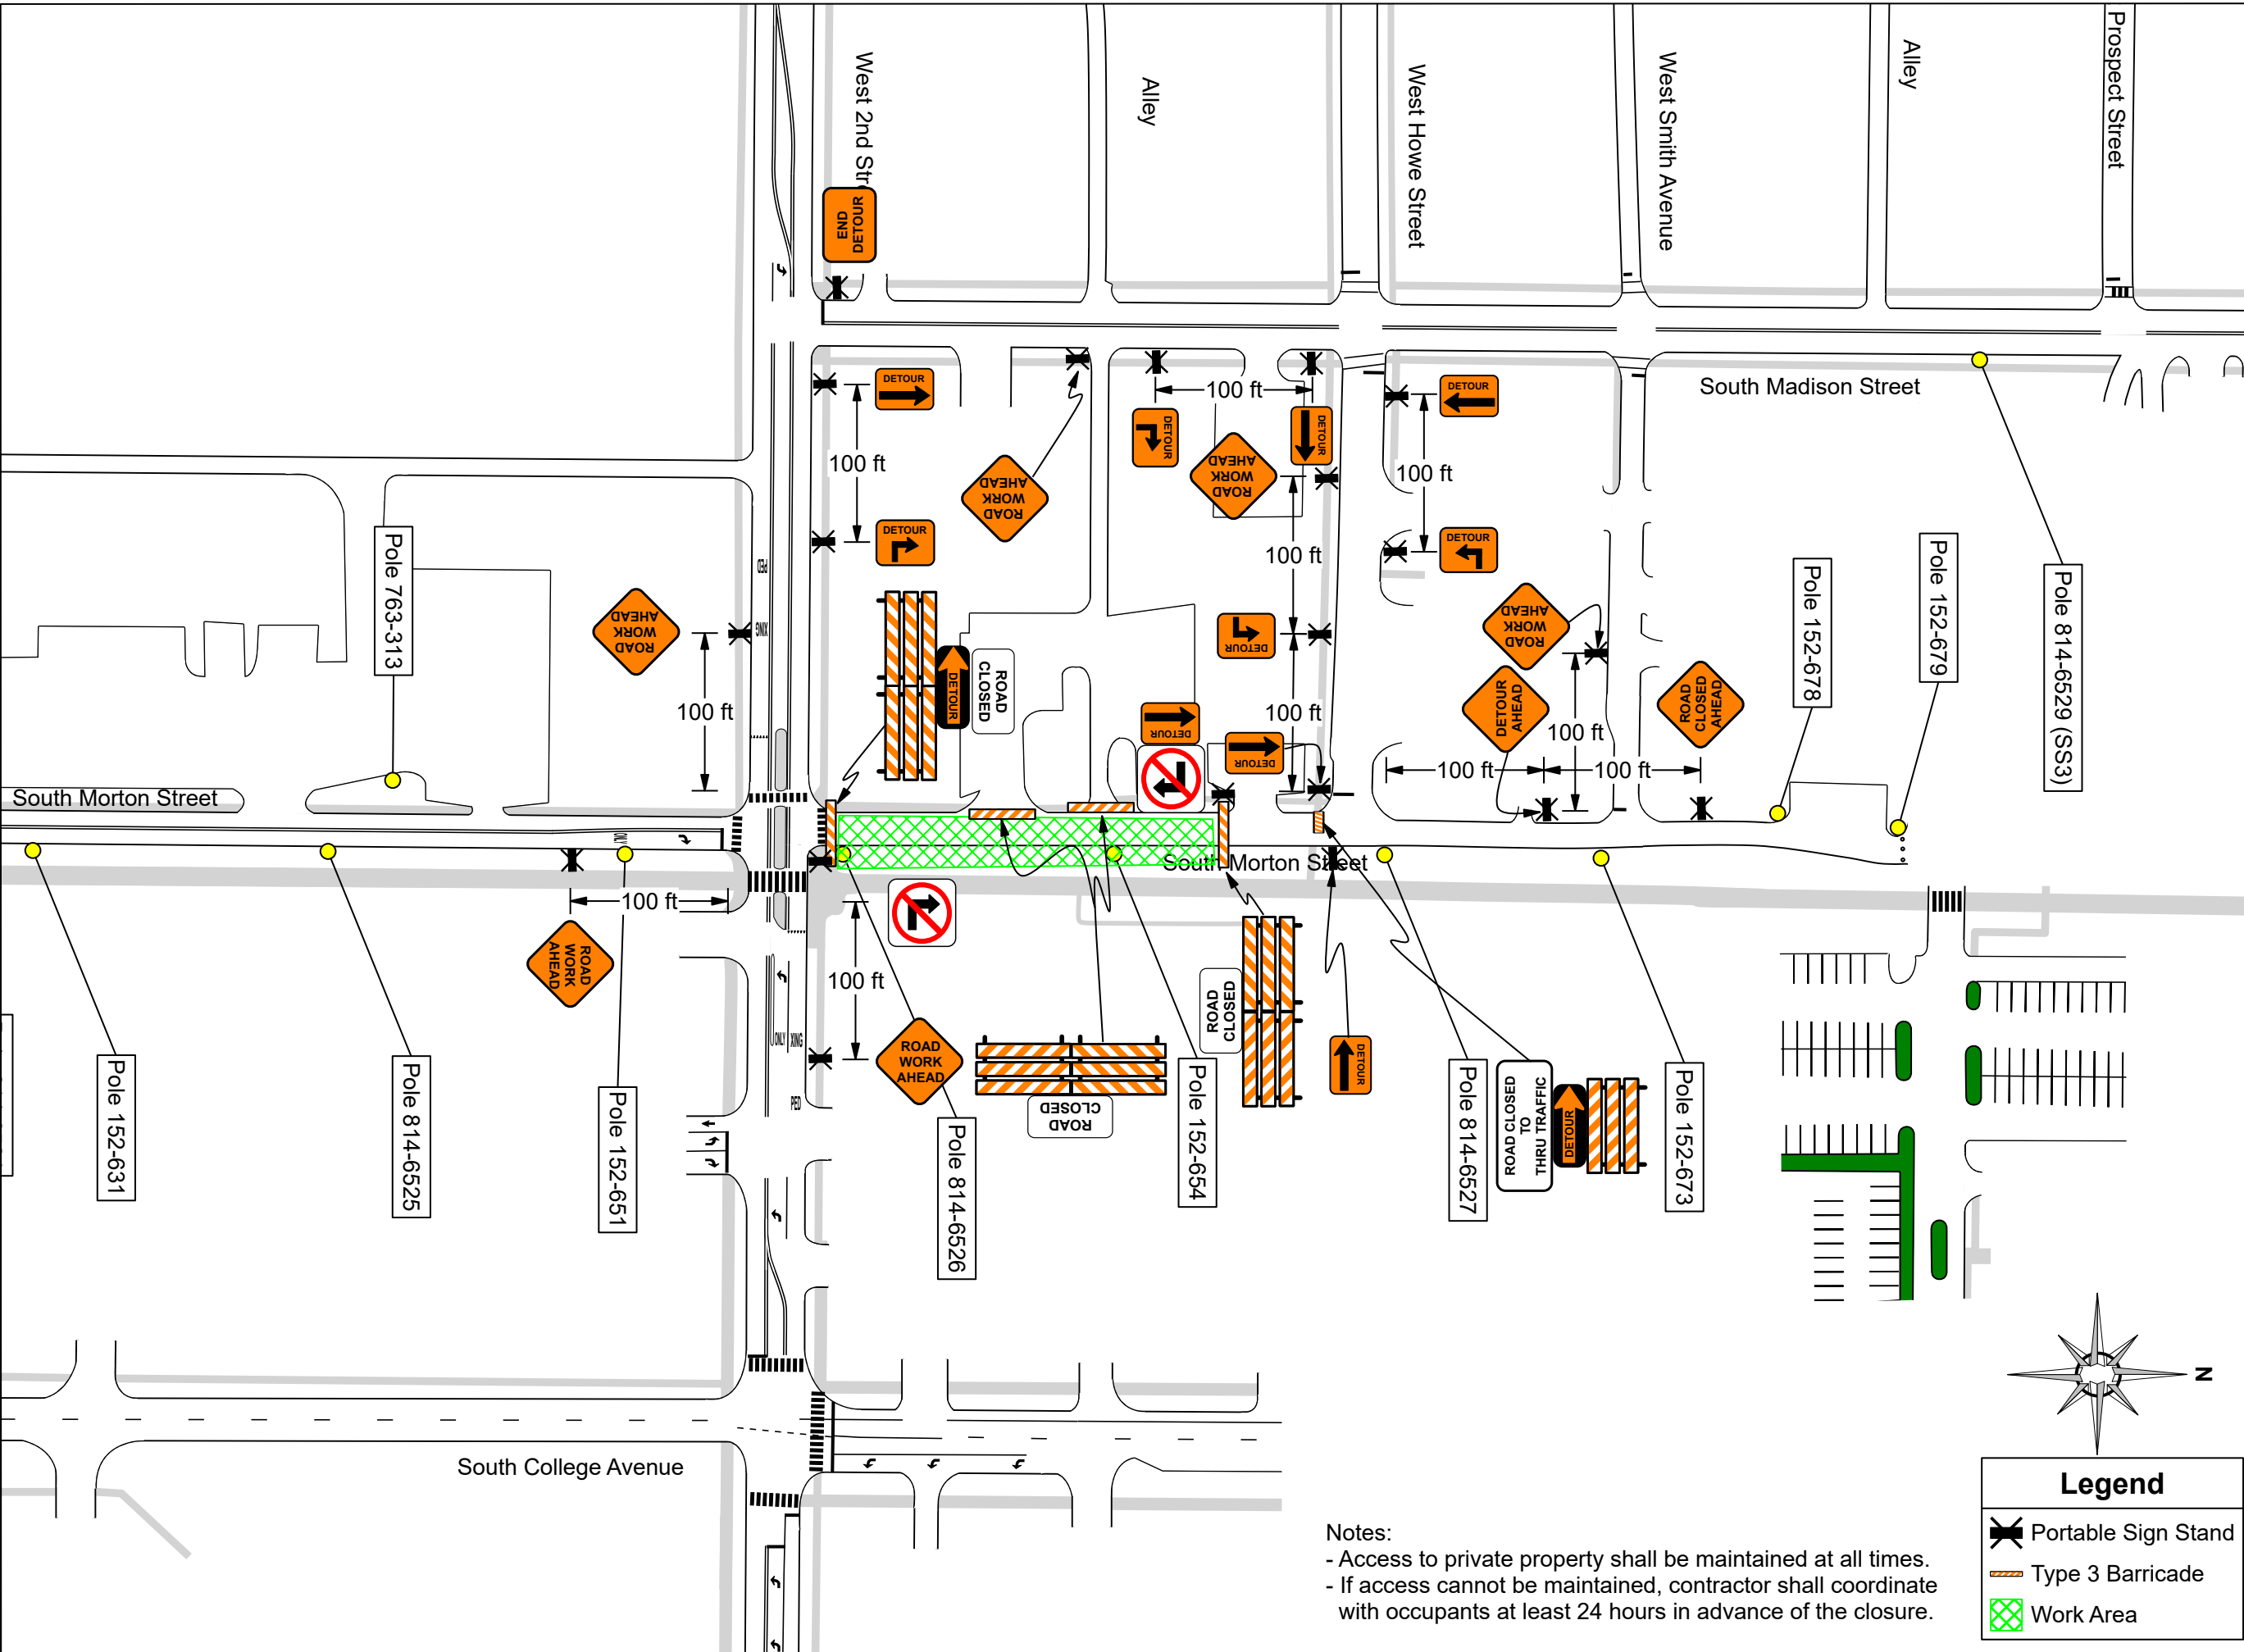 West 2nd Str
Alley
West Howe Street
West Smith Avenue
Alley
Prospect Street
END
DETOUR
DETOUR
100 ft
DETOUR
ROAD
WORK
AHEAD
100 ft
DETOUR
DETOUR
ROAD
WORK
AHEAD
100 ft
DETOUR
100 ft
DETOUR
100 ft
DETOUR
South Madison Street
Pole 763-313
ROAD
WORK
AHEAD
PED
XING
100 ft
DETOUR
ROAD
CLOSED
DETOUR
DETOUR
ROAD
WORK
AHEAD
DETOUR
AHEAD
100 ft
100 ft
100 ft
ROAD
CLOSED
AHEAD
Pole 152-678
Pole 152-679
Pole 814-6529 (SS3)
South Morton Street
ONLY
South Morton Street
100 ft
ROAD
WORK
AHEAD
100 ft
ONLY
XING
PED
ROAD
WORK
AHEAD
ROAD
CLOSED
ROAD
CLOSED
DETOUR
ROAD CLOSED
TO
THRU TRAFFIC
DETOUR
Pole 152-631
Pole 814-6525
Pole 152-651
Pole 814-6526
Pole 152-654
Pole 814-6527
Pole 152-673
South College Avenue
N
Notes:
- Access to private property shall be maintained at all times.
- If access cannot be maintained, contractor shall coordinate
with occupants at least 24 hours in advance of the closure.
Legend
Portable Sign Stand
Type 3 Barricade
Work Area